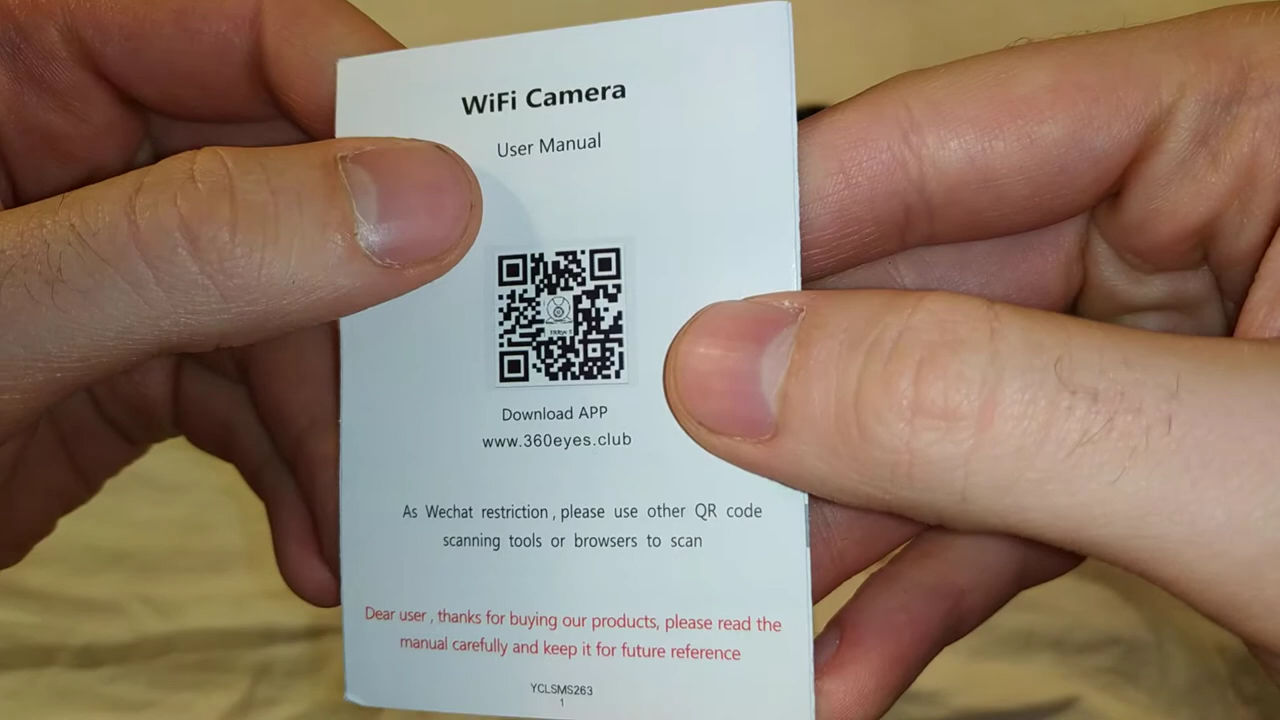 WiFi Camera
User Manual
Download APP
www.360eyes.club
As Wechat restriction, please use other QR code
scanning tools or browsers to scan
Dear user, thanks for buying our products, please read the
manual carefully and keep it for future reference
YCLSMS263
1